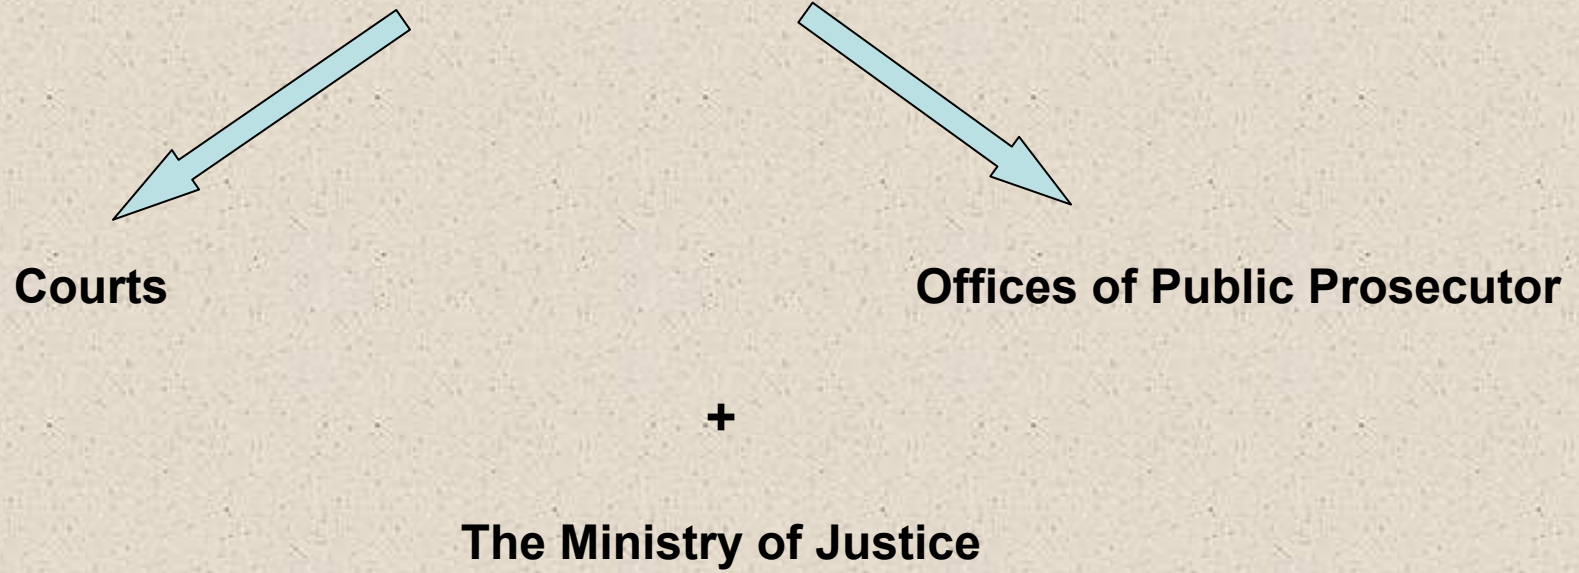 Courts
Offices of Public Prosecutor
+
The Ministry of Justice